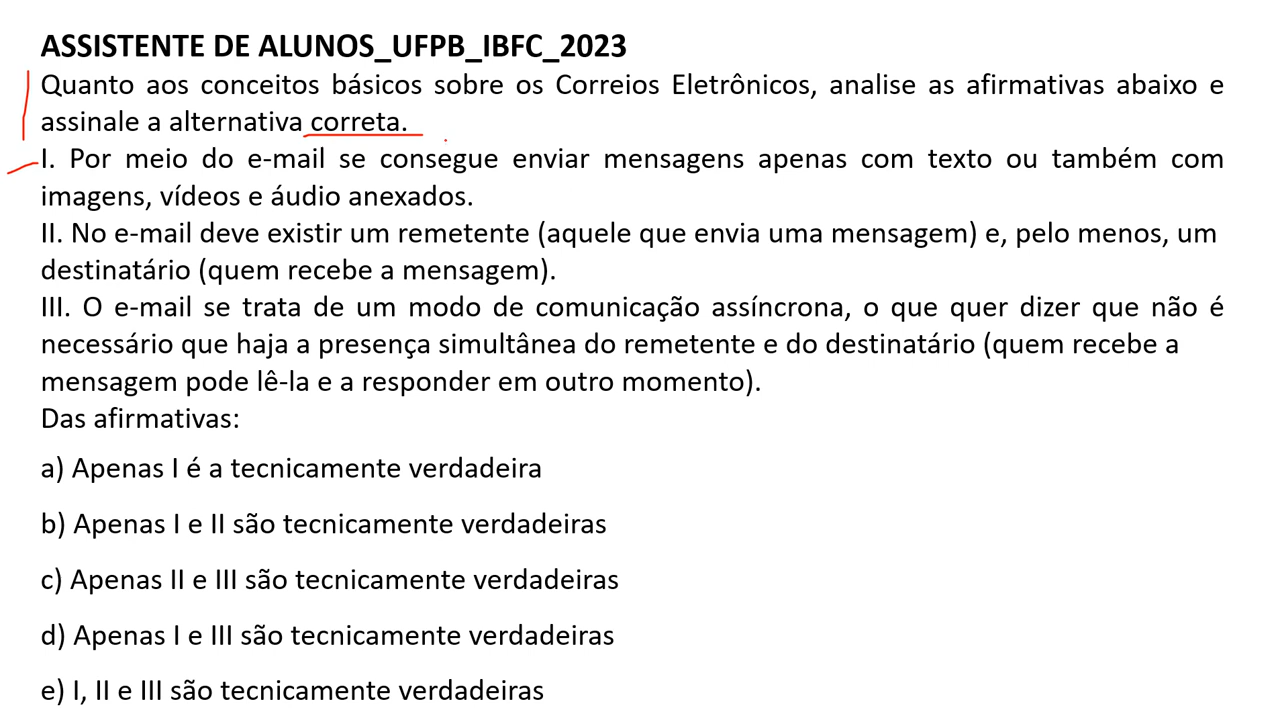 ASSISTENTE DE ALUNOS_UFPB_IBFC_2023
Quanto aos conceitos básicos sobre os Correios Eletrônicos, analise as afirmativas abaixo e
assinale a alternativa correta.
I. Por meio do e-mail se consegue enviar mensagens apenas com texto ou também com
imagens, vídeos e áudio anexados.
II. No e-mail deve existir um remetente (aquele que envia uma mensagem) e, pelo menos, um
destinatário (quem recebe a mensagem).
III. O e-mail se trata de um modo de comunicação assíncrona, o que quer dizer que não é
necessário que haja a presença simultânea do remetente e do destinatário (quem recebe a
mensagem pode lê-la e a responder em outro momento).
Das afirmativas:
a) Apenas I é a tecnicamente verdadeira
b) Apenas I e II são tecnicamente verdadeiras
c) Apenas II e III são tecnicamente verdadeiras
d) Apenas I e III são tecnicamente verdadeiras
e) I, II e III são tecnicamente verdadeiras